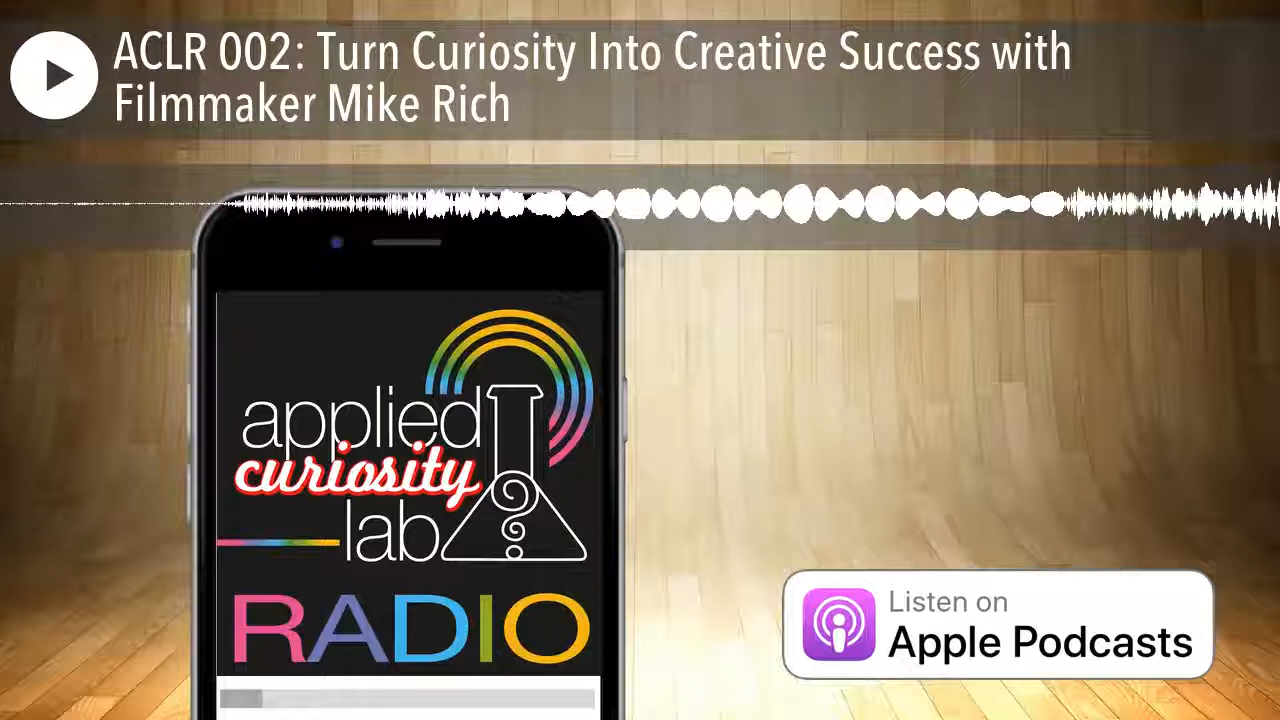 ACLR 002: Turn Curiosity Into Creative Success with
Filmmaker Mike Rich
applied
curiosity
lab
RADIO
Listen on
Apple Podcasts